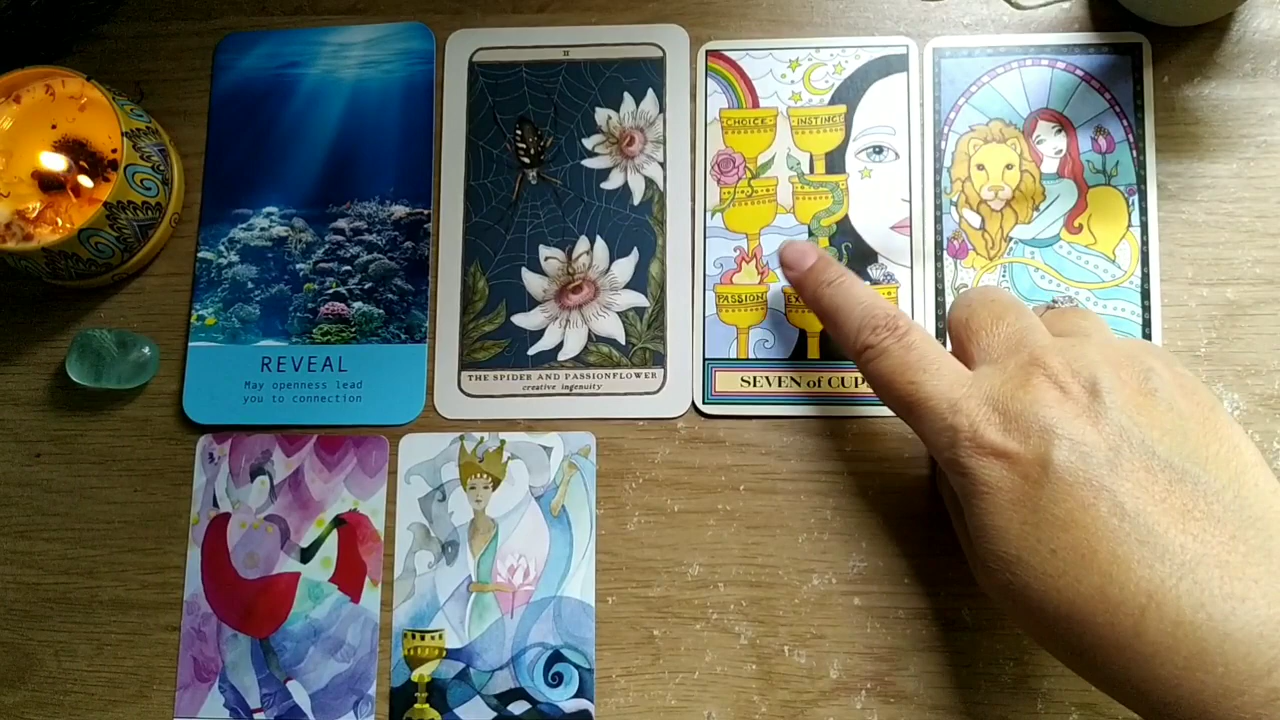 REVEAL
May openness lead
you to connection
II
THE SPIDER AND PASSIONFLOWER
creative ingenuity
CHOICE
INSTINCT
PASSION
SEVEN of CUPS